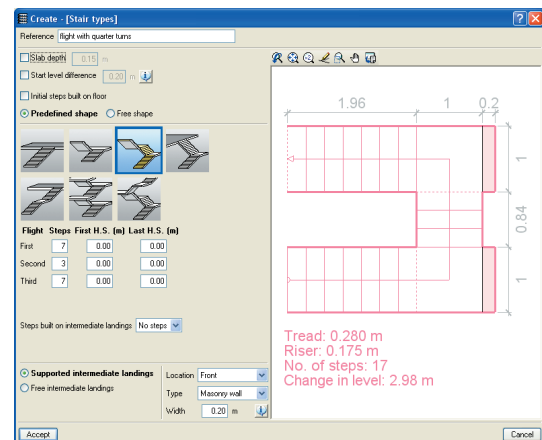 Create - [Stair types]
Reference flight with quarter turns
Slab depth 0.15 m
Start level difference 0.20 m
Initial steps built on floor
Predefined shape Free shape
Flight Steps First H.S. (m) Last H.S. (m)
First 7 0.00 0.00
Second 3 0.00 0.00
Third 7 0.00 0.00
Steps built on intermediate landings No steps
Supported intermediate landings
Free intermediate landings
Location Front
Type Masonry wall
Width 0.20 m
1.96 1 0.2
1
0.84
1
Tread: 0.280 m
Riser: 0.175 m
No. of steps: 17
Change in level: 2.98 m
Accept Cancel